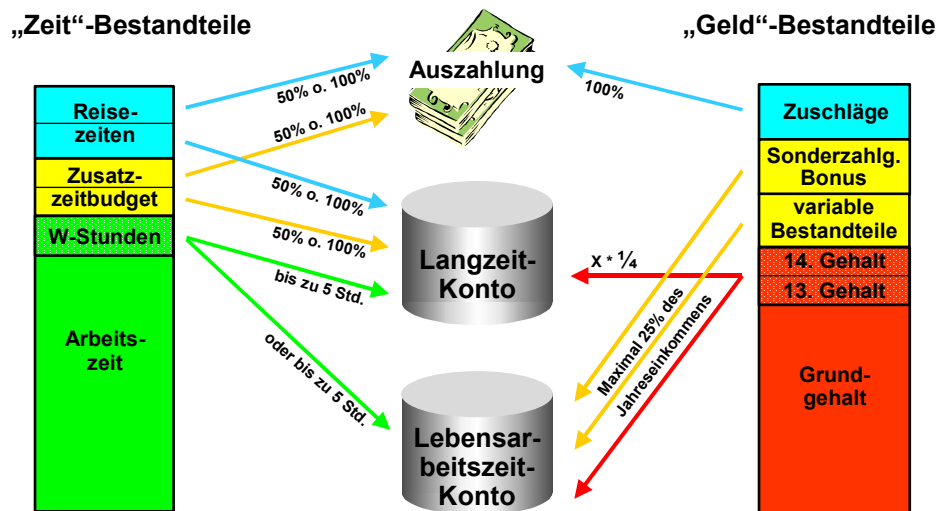 „Zeit“-Bestandteile
„Geld“-Bestandteile
Reise-
zeiten
Zusatz-
zeitbudget
W-Stunden
Arbeits-
zeit
50% o. 100%
50% o. 100%
50% o. 100%
50% o. 100%
bis zu 5 Std.
oder bis zu 5 Std.
Auszahlung
Langzeit-
Konto
Lebensar-
beitszeit-
Konto
100%
X * ¼
Maximal 25% des
Jahreseinkommens
Zuschläge
Sonderzahlg.
Bonus
variable
Bestandteile
14. Gehalt
13. Gehalt
Grund-
gehalt